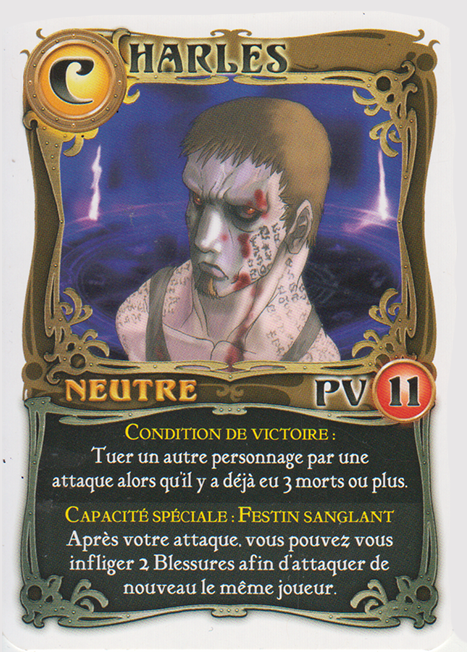 CHARLES
NEUTRE PV 11
CONDITION DE VICTOIRE :
Tuer un autre personnage par une
attaque alors qu'il y a déjà eu 3 morts ou plus.
CAPACITÉ SPÉCIALE : FESTIN SANGLANT
Après votre attaque, vous pouvez vous
infliger 2 Blessures afin d'attaquer de
nouveau le même joueur.